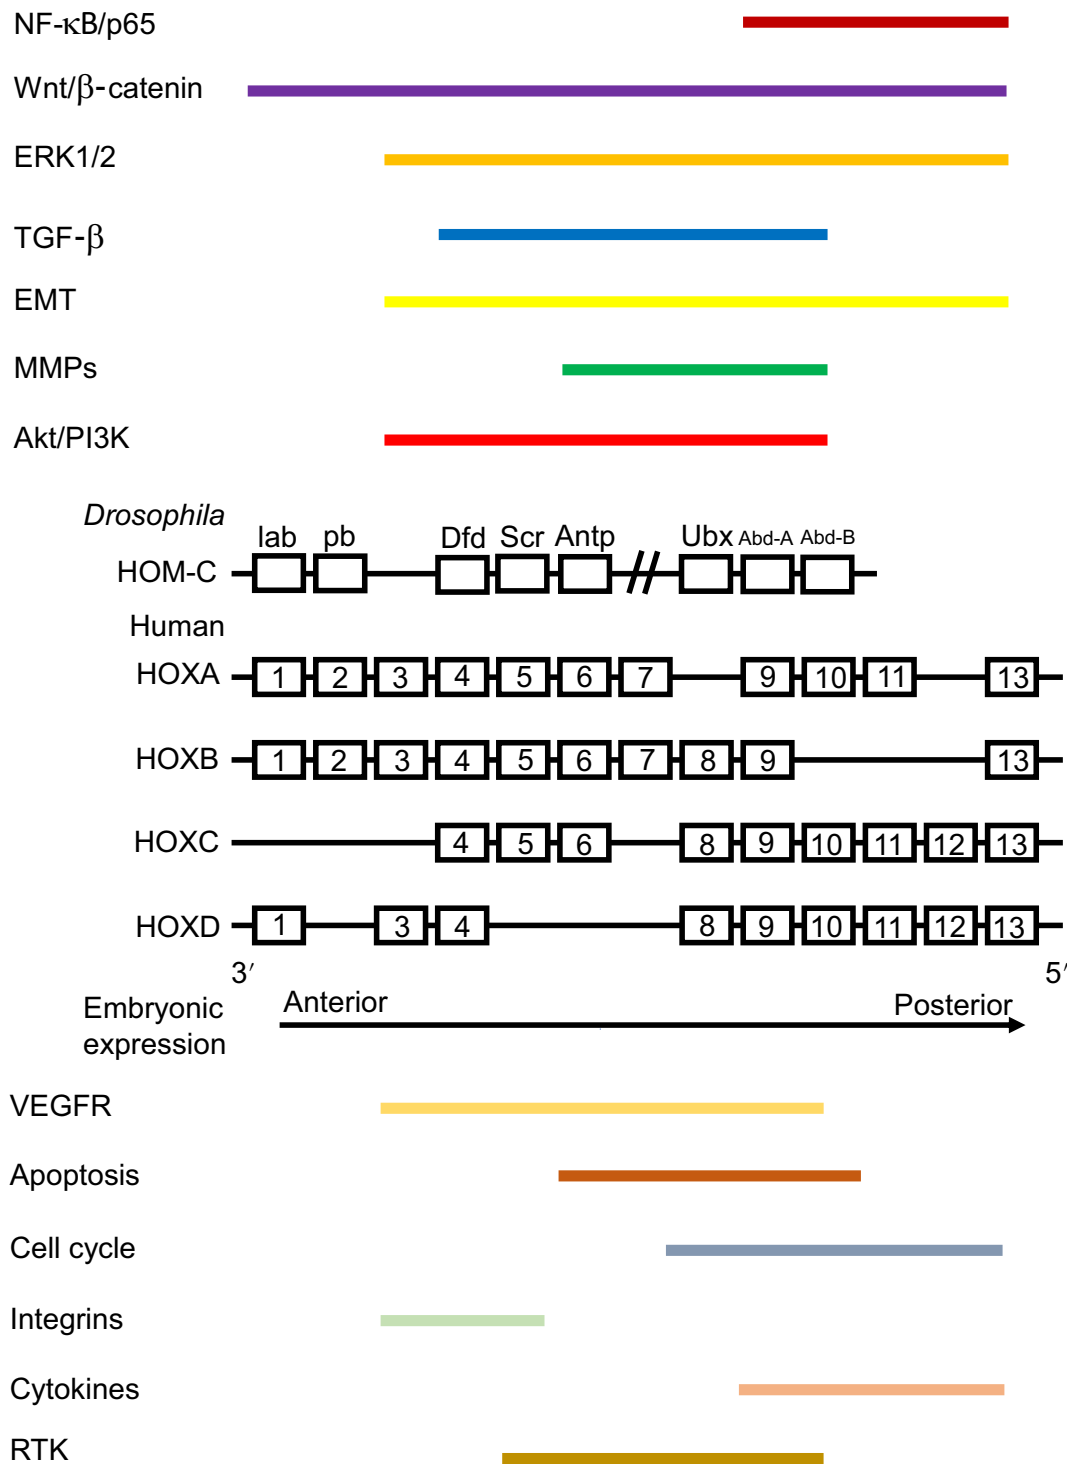 NF-κB/p65
Wnt/β-catenin
ERK1/2
TGF-β
EMT
MMPs
Akt/PI3K
Drosophila
lab pb Dfd Scr Antp Ubx Abd-A Abd-B
HOM-C
Human
HOXA 1 2 3 4 5 6 7 9 10 11 13
HOXB 1 2 3 4 5 6 7 8 9 13
HOXC 4 5 6 8 9 10 11 12 13
HOXD 1 3 4 8 9 10 11 12 13
3′ 5′
Embryonic expression
Anterior Posterior
VEGFR
Apoptosis
Cell cycle
Integrins
Cytokines
RTK